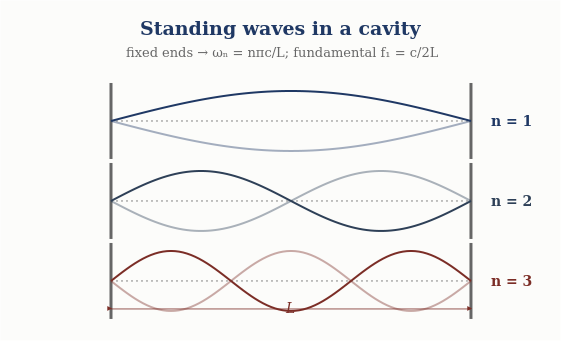 Standing waves in a cavity
fixed ends → ωₙ = nπc/L; fundamental f₁ = c/2L
n = 1
n = 2
n = 3
L